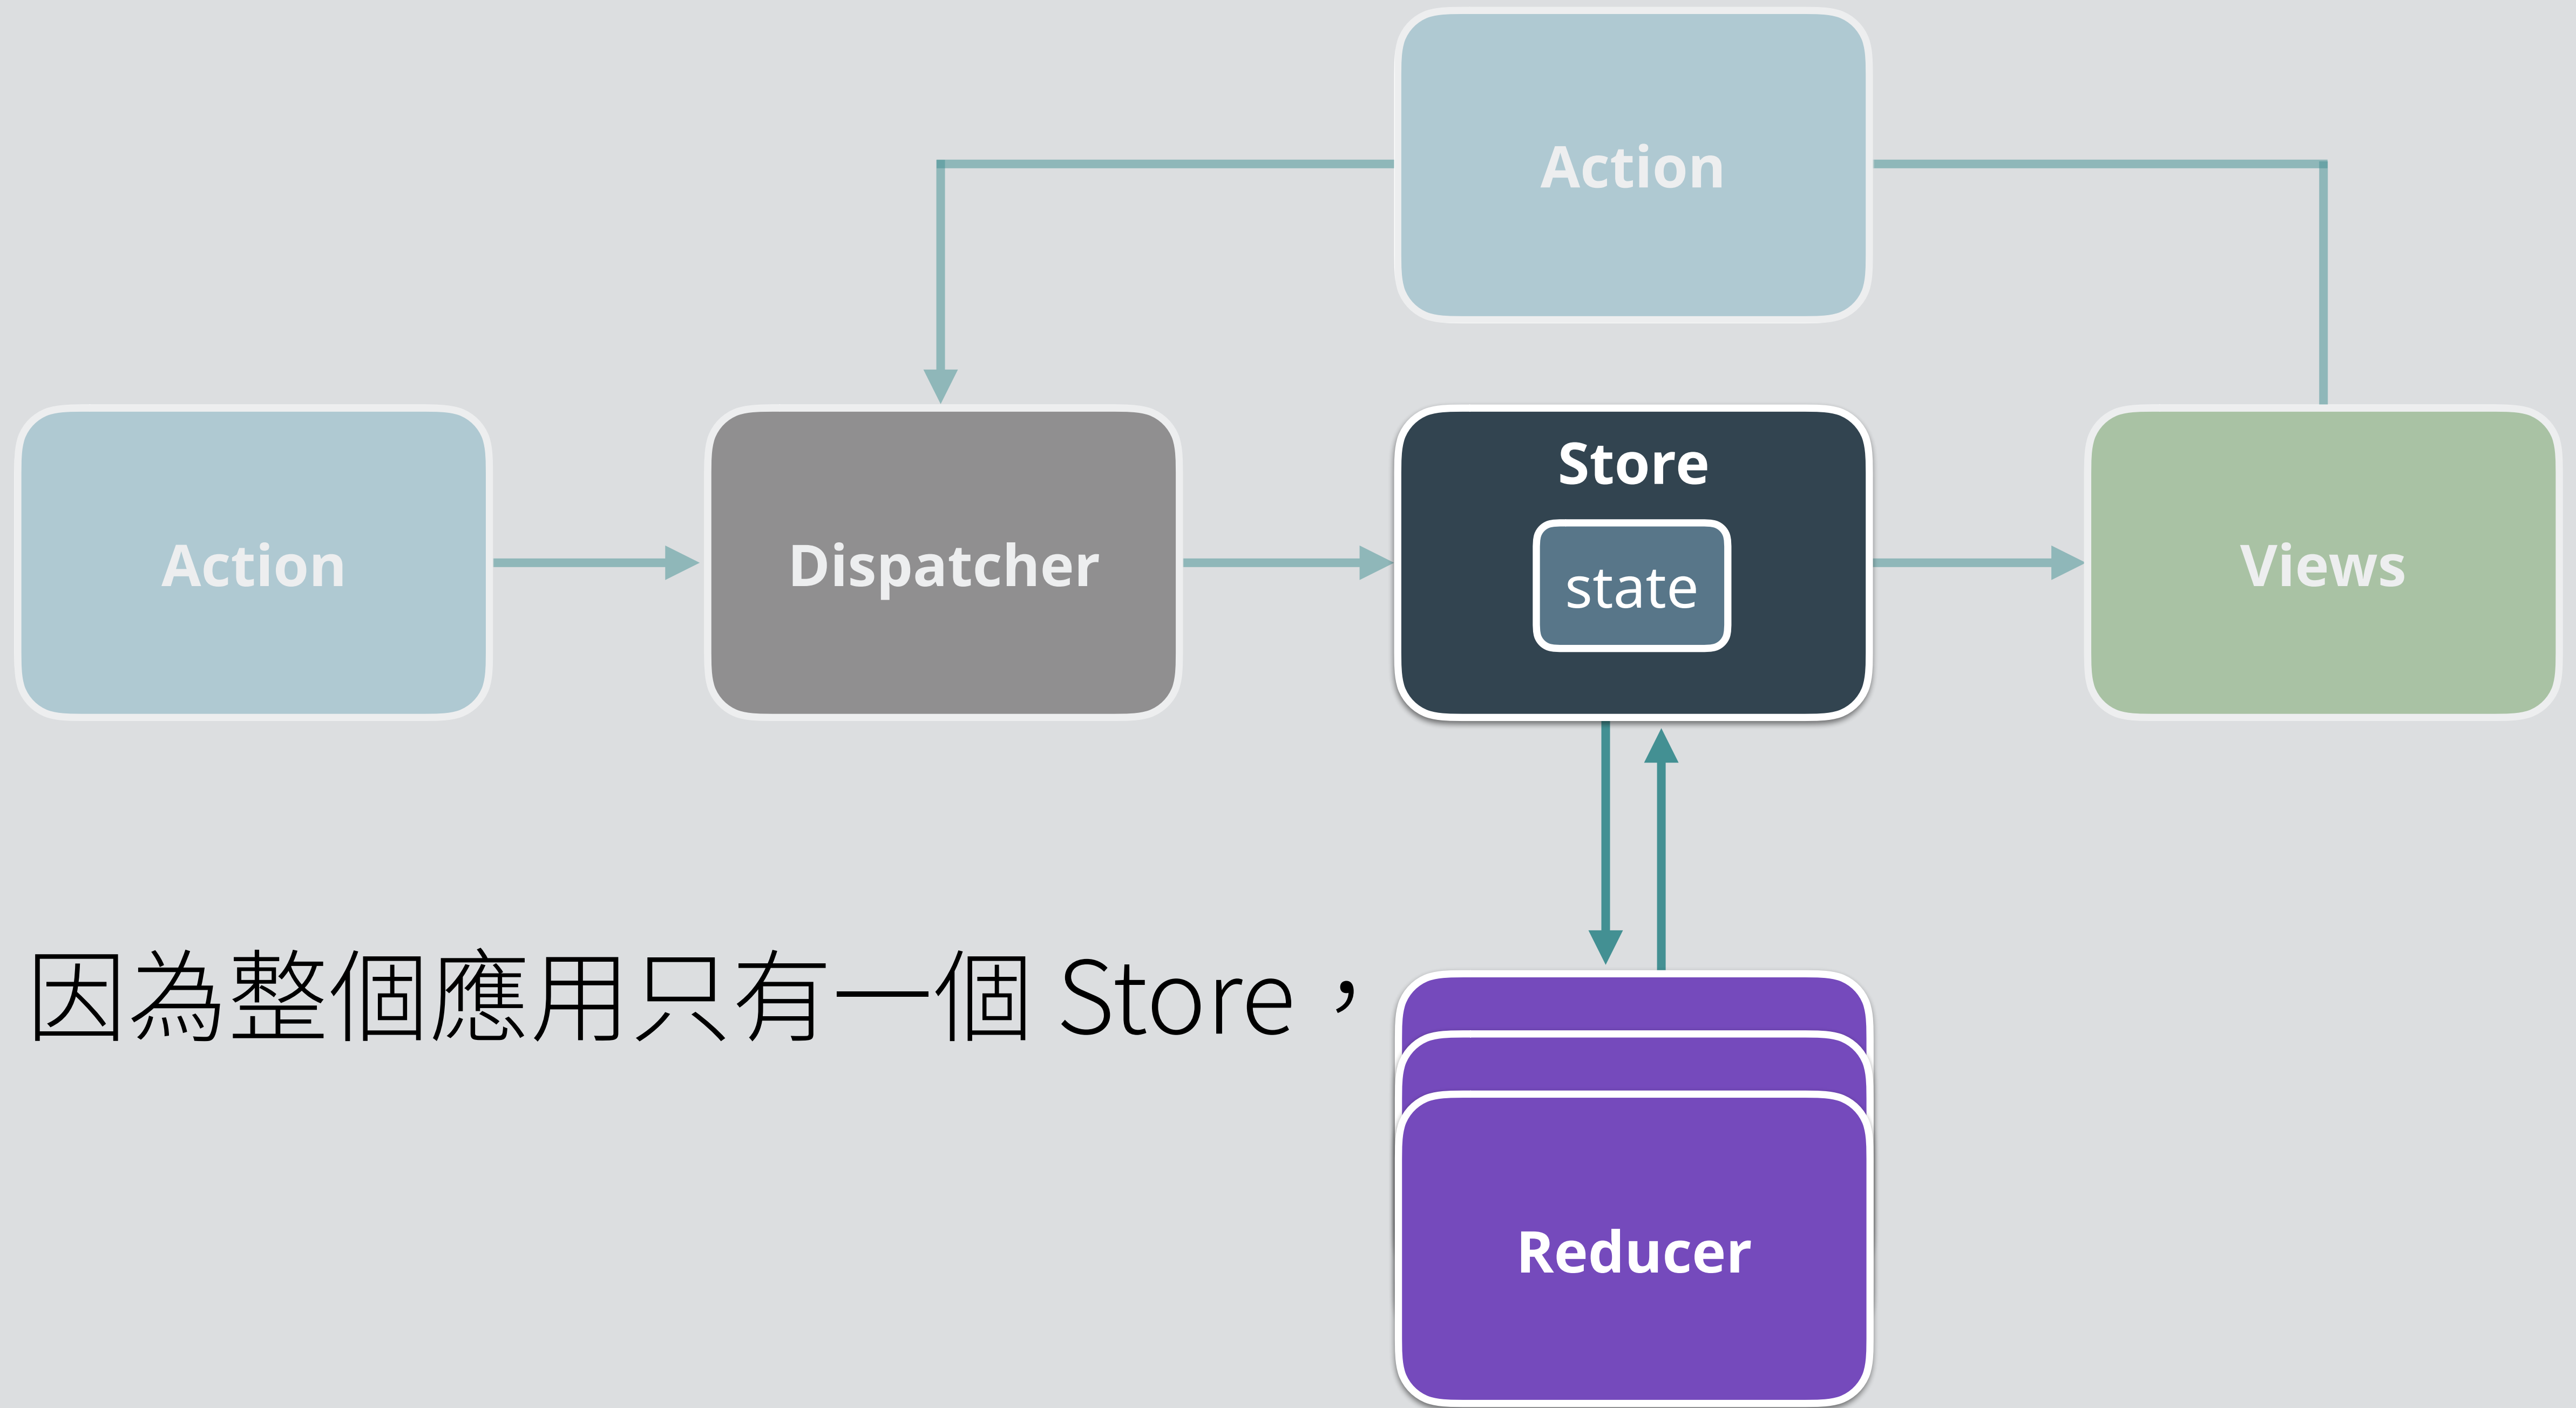 Action
Action
Dispatcher
Store
state
Views
因為整個應用只有一個 Store，
Reducer